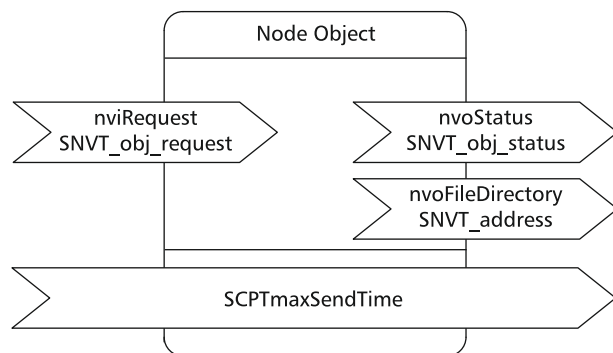 Node Object
nviRequest
SNVT_obj_request
nvoStatus
SNVT_obj_status
nvoFileDirectory
SNVT_address
SCPTmaxSendTime